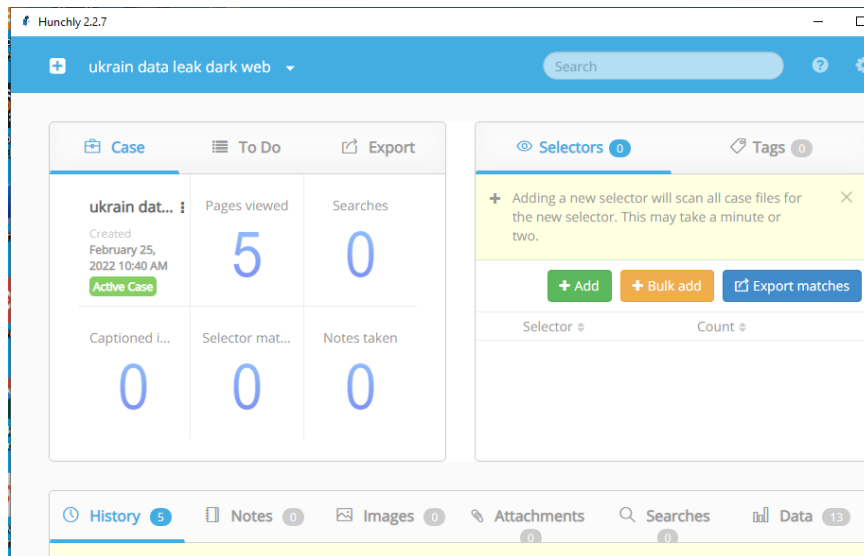 Hunchly 2.2.7
ukrain data leak dark web
Search
Case
To Do
Export
ukrain dat...
Created
February 25,
2022 10:40 AM
Active Case
Pages viewed
5
Searches
0
Captioned i...
0
Selector mat...
0
Notes taken
0
Selectors 0
Tags 0
Adding a new selector will scan all case files for
the new selector. This may take a minute or
two.
+ Add
+ Bulk add
Export matches
Selector
Count
History 5
Notes 0
Images 0
Attachments
0
Searches
0
Data 13